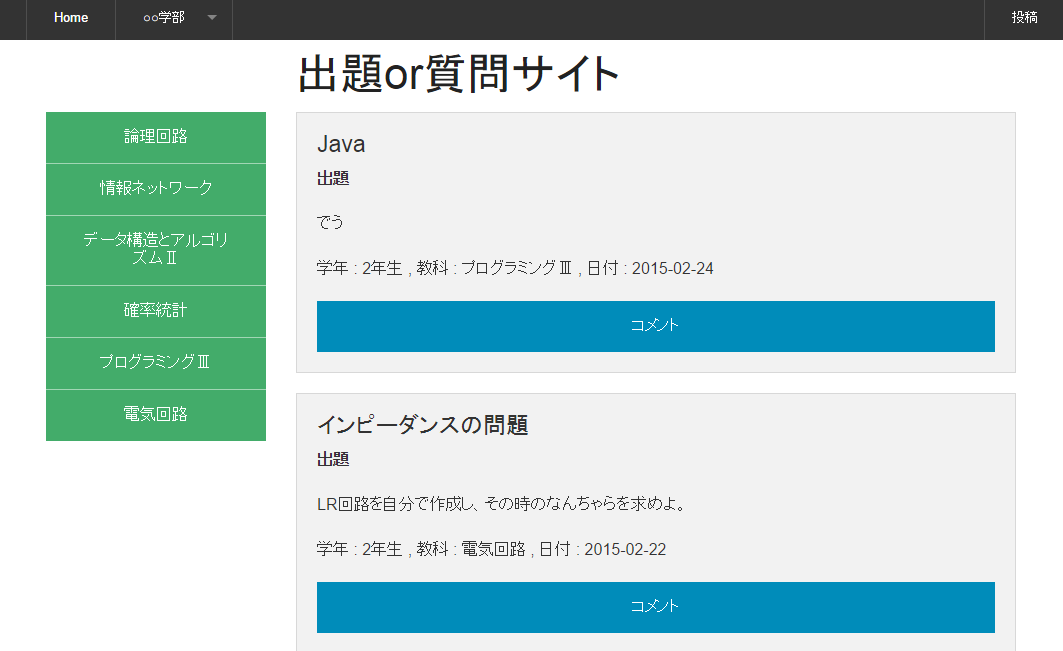 Home
○○学部
投稿
出題or質問サイト
論理回路
情報ネットワーク
データ構造とアルゴリ
ズムⅡ
確率統計
プログラミングⅢ
電気回路
Java
出題
でう
学年 : 2年生 , 教科 : プログラミングⅢ , 日付 : 2015-02-24
コメント
インピーダンスの問題
出題
LR回路を自分で作成し、その時のなんちゃらを求めよ。
学年 : 2年生 , 教科 : 電気回路 , 日付 : 2015-02-22
コメント